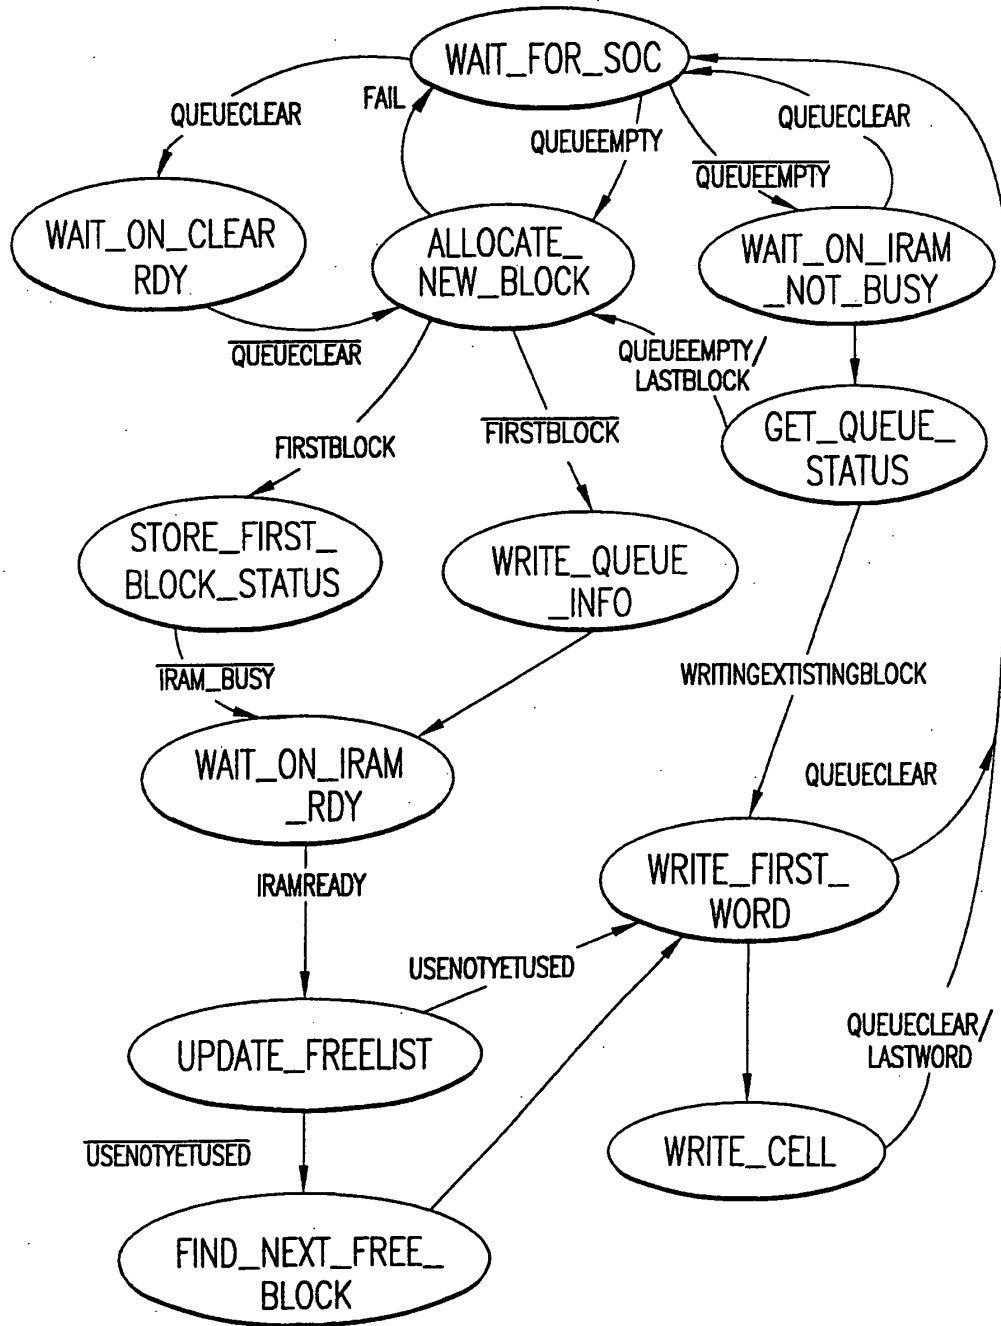 WAIT_FOR_SOC
QUEUECLEAR
FAIL
QUEUEEMPTY
QUEUEEMPTY
QUEUECLEAR
WAIT_ON_CLEAR
RDY
ALLOCATE_
NEW_BLOCK
WAIT_ON_IRAM
_NOT_BUSY
QUEUECLEAR
QUEUEEMPTY/
LASTBLOCK
FIRSTBLOCK
FIRSTBLOCK
GET_QUEUE_
STATUS
STORE_FIRST_
BLOCK_STATUS
WRITE_QUEUE
_INFO
IRAM_BUSY
WRITINGEXTISTINGBLOCK
WAIT_ON_IRAM
_RDY
QUEUECLEAR
IRAMREADY
WRITE_FIRST_
WORD
USENOTYETUSED
UPDATE_FREELIST
QUEUECLEAR/
LASTWORD
USENOTYETUSED
WRITE_CELL
FIND_NEXT_FREE_
BLOCK